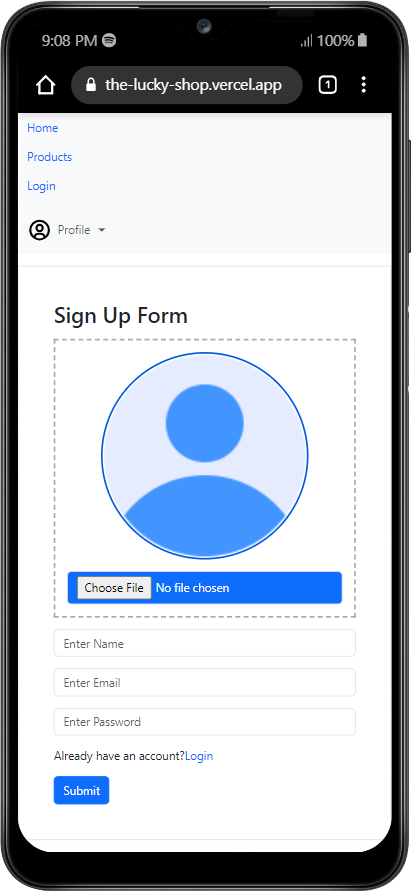 9:08 PM
100%
the-lucky-shop.vercel.app
1
Home
Products
Login
Profile
Sign Up Form
Choose File No file chosen
Enter Name
Enter Email
Enter Password
Already have an account?Login
Submit